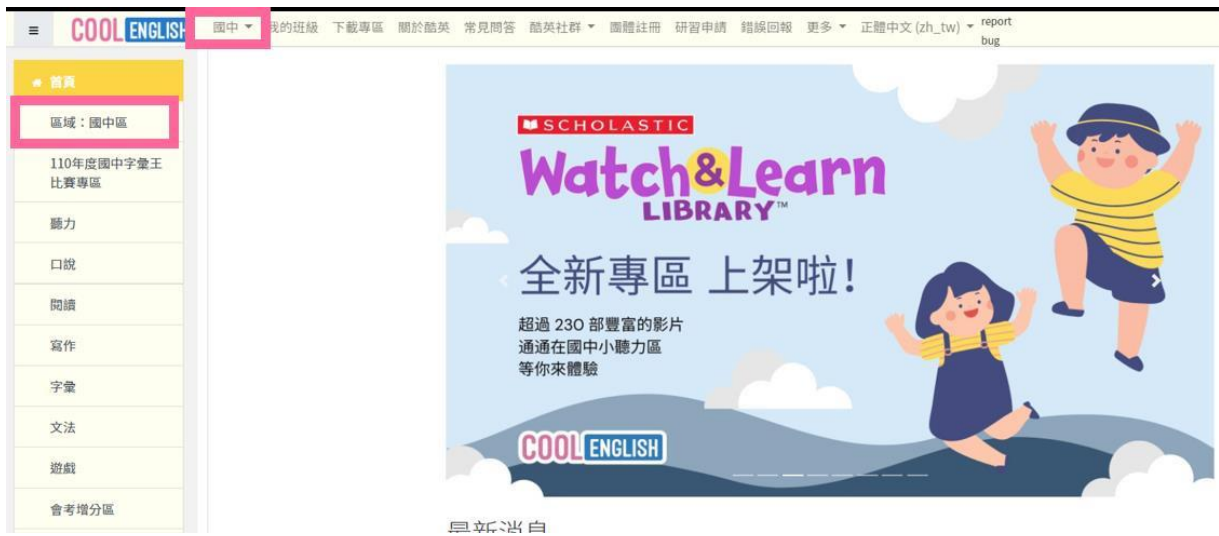 ≡ COOL ENGLISH 國中 我的班級 下載專區 關於酷英 常見問答 酷英社群 團體註冊 研習申請 錯誤回報 更多 正體中文 (zh_tw) report
bug
首頁
區域：國中區
110年度國中字彙王
比賽專區
聽力
口說
閱讀
寫作
字彙
文法
遊戲
會考增分區
SCHOLASTIC
Watch&Learn
LIBRARY™
全新專區 上架啦!
超過 230 部豐富的影片
通通在國中小聽力區
等你來體驗
COOL ENGLISH
最新消息